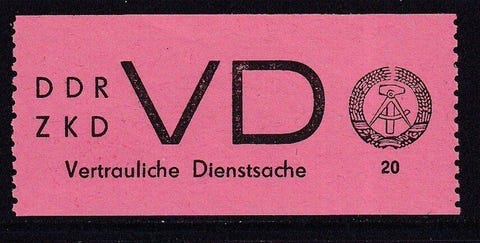 DDR
ZKD
VD
Vertrauliche Dienstsache
20